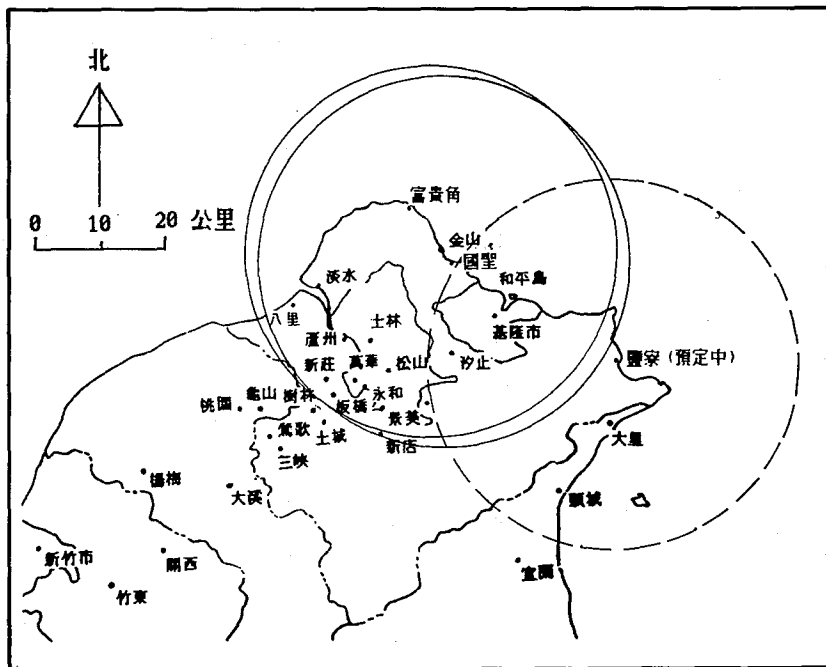 北
0 10 20 公里
富貴角
金山
國聖
和平島
淡水
八里
士林
基隆市
蘆州
鹽寮(預定中)
汐止
新莊
萬華
松山
桃園
龜山
樹林
板橋
永和
景美
鶯歌
土城
新店
大里
三峽
楊梅
大溪
頭城
新竹市
關西
宜蘭
竹東